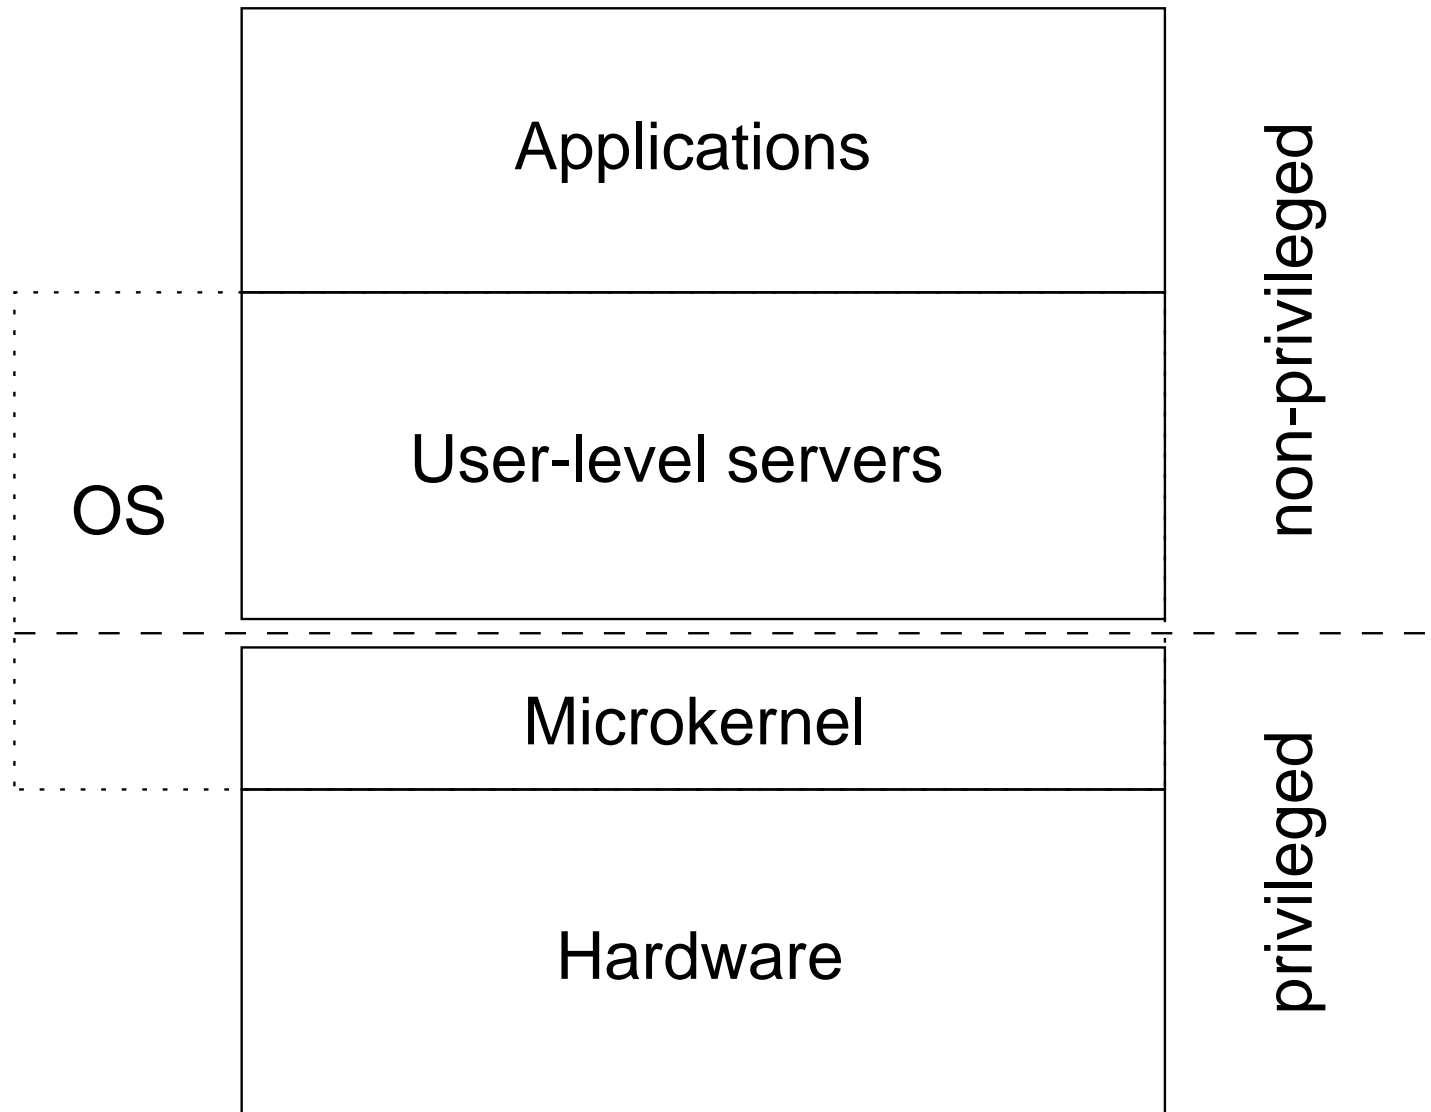 Applications
non-privileged
User-level servers
OS
Microkernel
privileged
Hardware